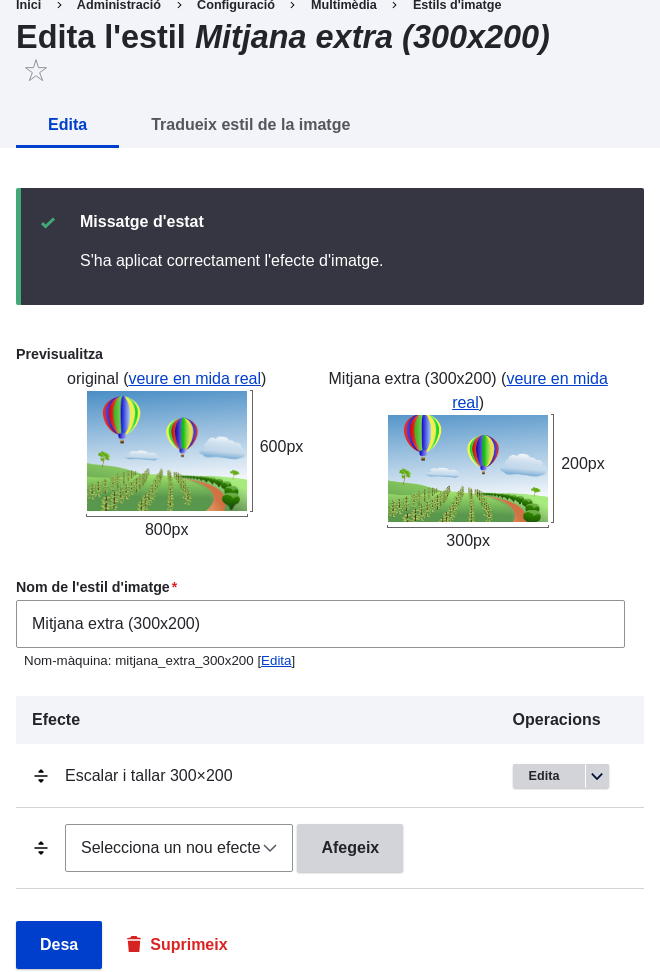 Inici > Administració > Configuració > Multimèdia > Estils d'imatge
Edita l'estil Mitjana extra (300x200)
Edita Tradueix estil de la imatge
Missatge d'estat
S'ha aplicat correctament l'efecte d'imatge.
Previsualitza
original (veure en mida real)
600px
800px
Mitjana extra (300x200) (veure en mida
real)
200px
300px
Nom de l'estil d'imatge*
Mitjana extra (300x200)
Nom-màquina: mitjana_extra_300x200 [Edita]
Efecte Operacions
Escalar i tallar 300×200 Edita
Selecciona un nou efecte Afegeix
Desa Suprimeix